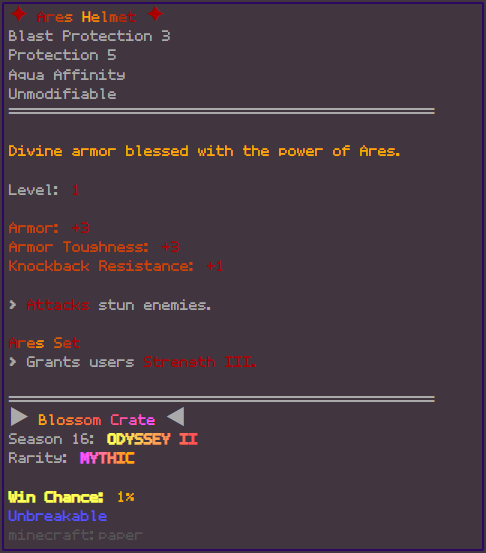 ✦ Ares Helmet ✦
Blast Protection 3
Protection 5
Aqua Affinity
Unmodifiable
Divine armor blessed with the power of Ares.
Level: 1
Armor: +3
Armor Toughness: +3
Knockback Resistance: +1
> Attacks stun enemies.
Ares Set
> Grants users Strength III.
▶ Blossom Crate ◀
Season 16: ODYSSEY II
Rarity: MYTHIC
Win Chance: 1%
Unbreakable
minecraft:paper